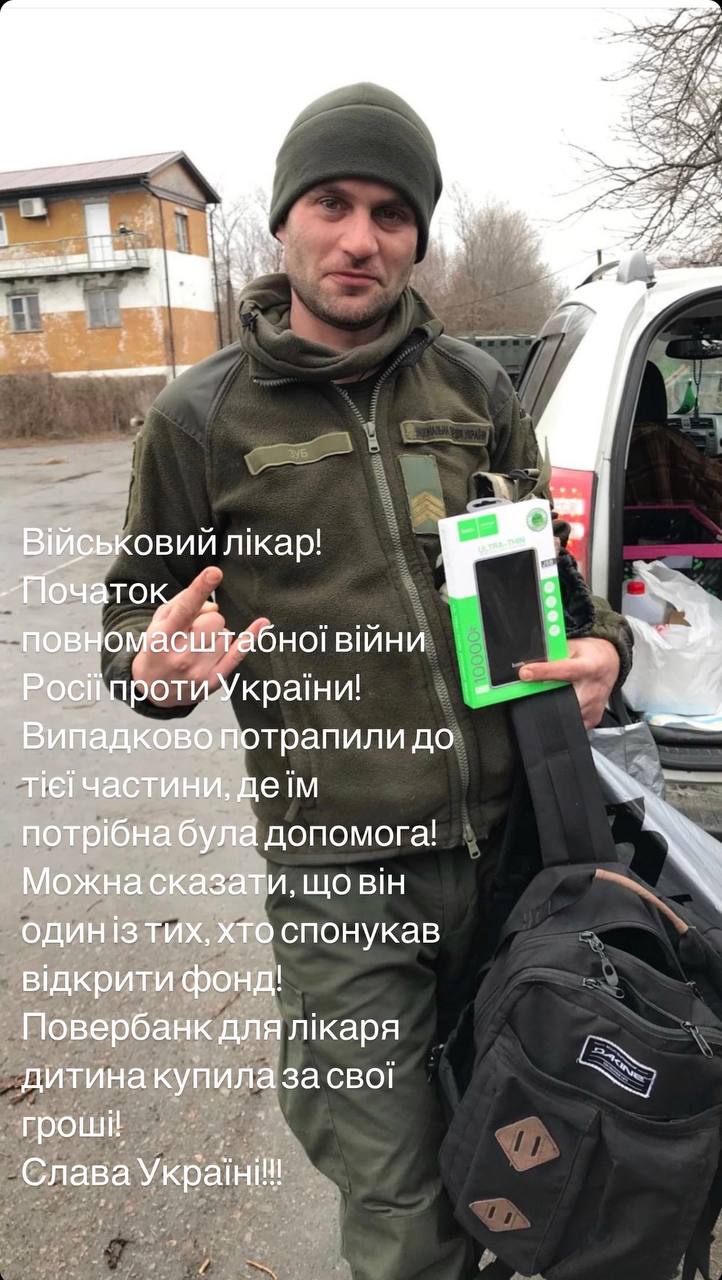 ЗУБ
НАЦІОНАЛЬНА ГВАРДІЯ УКРАЇНИ
hoco.
ULTRA-THIN
10000+
hoco.
DAKINE
Військовий лікар!
Початок
повномасштабної війни
Росії проти України!
Випадково потрапили до
тієї частини, де їм
потрібна була допомога!
Можна сказати, що він
один із тих, хто спонукав
відкрити фонд!
Повербанк для лікаря
дитина купила за свої
гроші!
Слава Україні!!!